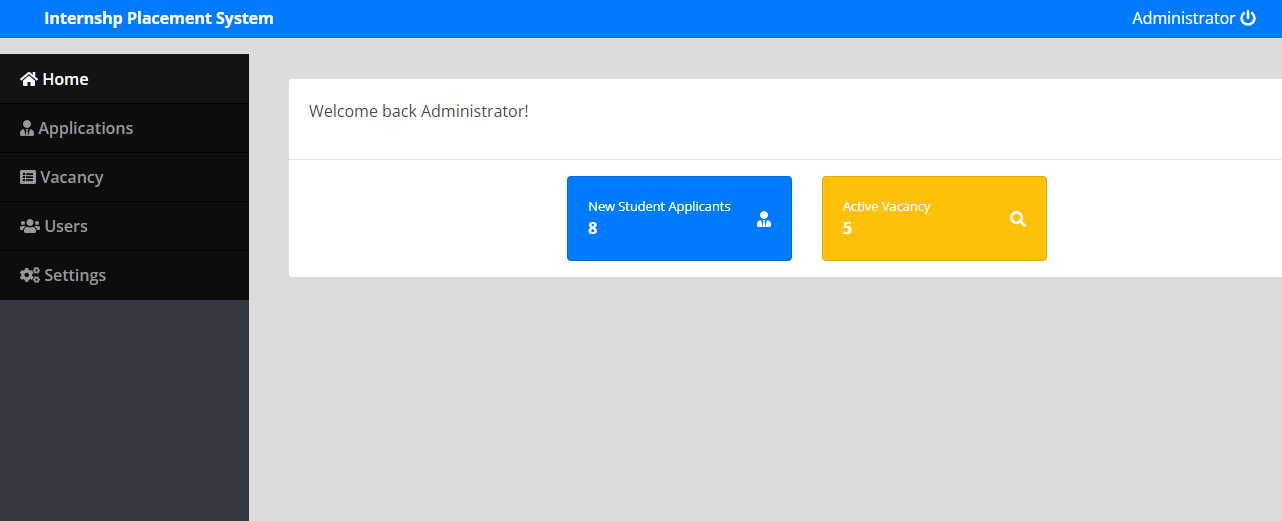 Internshp Placement System
Administrator
Home
Applications
Vacancy
Users
Settings
Welcome back Administrator!
New Student Applicants
8
Active Vacancy
5